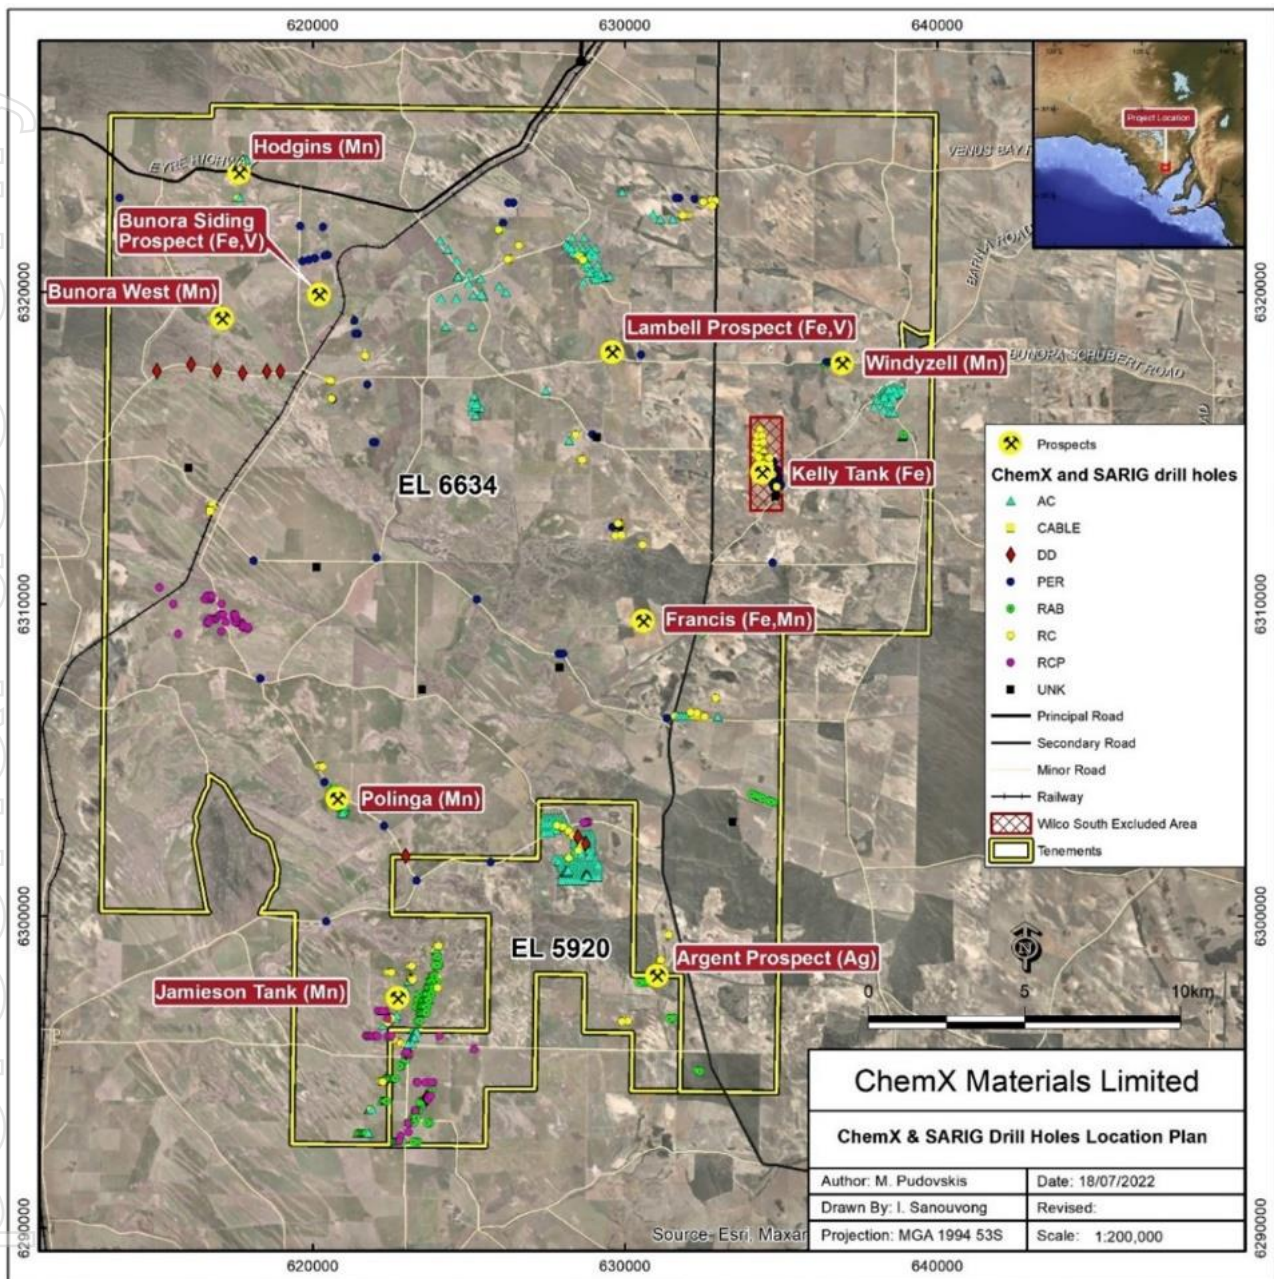 620000
630000
640000
Hodgins (Mn)
EYRE HIGHWAY
VENUS BAY R
Project Location
Bunora Siding
Prospect (Fe,V)
BARNA ROAD
6320000
6320000
Bunora West (Mn)
Lambell Prospect (Fe,V)
Windyzell (Mn)
BUNORA SCHUBERT ROAD
Kelly Tank (Fe)
EL 6634
Prospects
ChemX and SARIG drill holes
AC
CABLE
DD
PER
RAB
RC
RCP
UNK
Principal Road
Secondary Road
Minor Road
Railway
Wilco South Excluded Area
Tenements
6310000
6310000
Francis (Fe,Mn)
Polinga (Mn)
6300000
6300000
EL 5920
N
Argent Prospect (Ag)
Jamieson Tank (Mn)
0 5 10km
ChemX Materials Limited
ChemX & SARIG Drill Holes Location Plan
Author: M. Pudovskis
Date: 18/07/2022
Drawn By: I. Sanouvong
Revised:
Projection: MGA 1994 53S
Scale: 1:200,000
Source: Esri, Maxar
6290000
6290000
620000
630000
640000